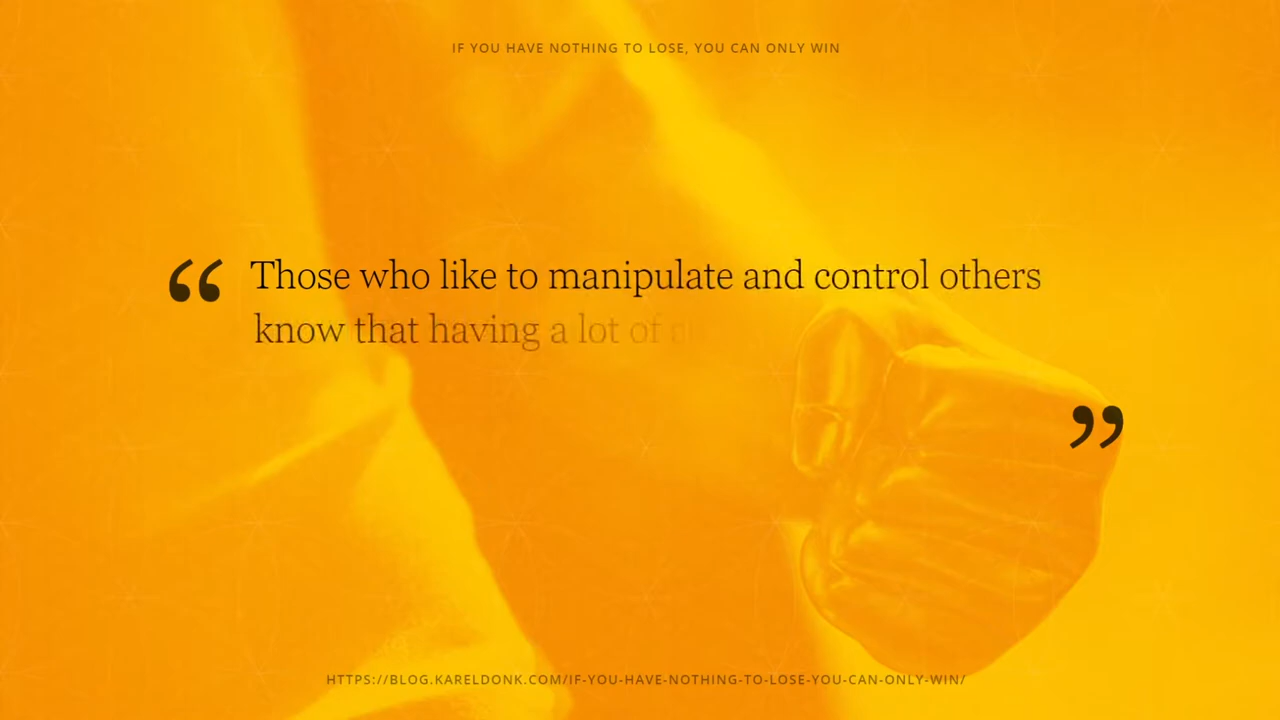 IF YOU HAVE NOTHING TO LOSE, YOU CAN ONLY WIN
“ Those who like to manipulate and control others
know that having a lot of
”
HTTPS://BLOG.KARELDONK.COM/IF-YOU-HAVE-NOTHING-TO-LOSE-YOU-CAN-ONLY-WIN/